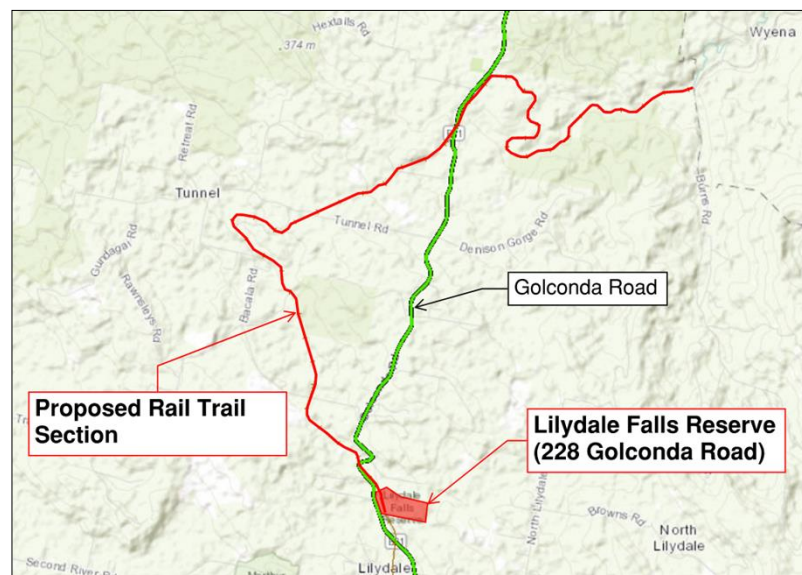 Hextalls Rd
374 m
Wyena
Retreat Rd
Tunnel
Tunnel Rd
Denison Gorge Rd
Burns Rd
Gundagai Rd
Rawnsleys Rd
Bacala Rd
Golconda Road
Proposed Rail Trail
Section
Lilydale Falls Reserve
(228 Golconda Road)
Lilydale
Falls
North Lilydale
Browns Rd
North
Lilydale
Second River Rd
Lilydale